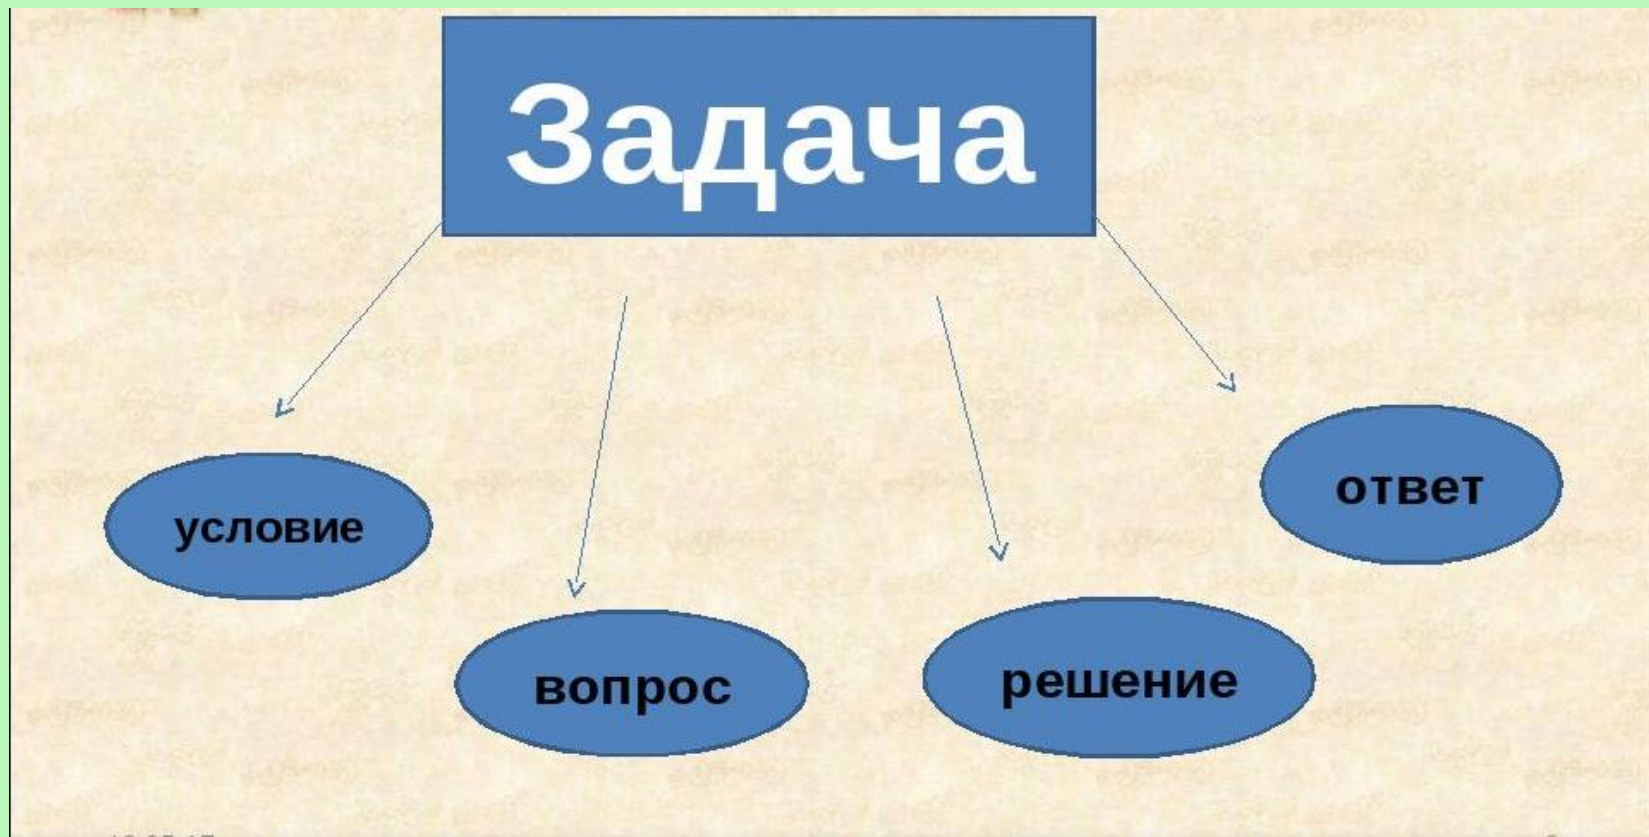 Задача
условие
вопрос
решение
ответ